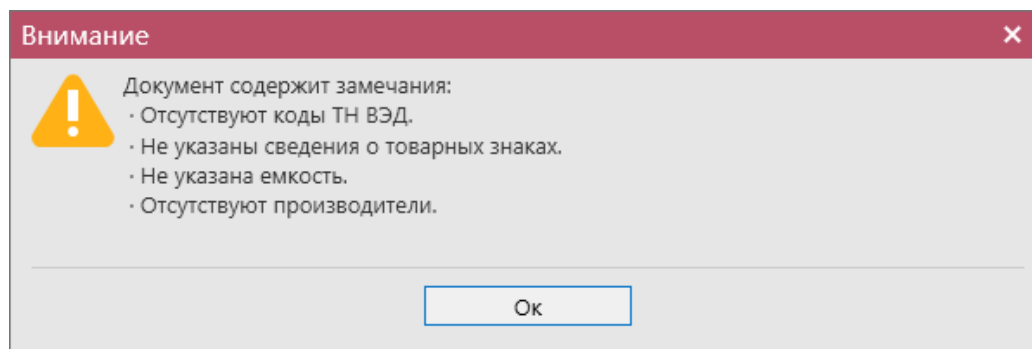 Внимание
Документ содержит замечания:
· Отсутствуют коды ТН ВЭД.
· Не указаны сведения о товарных знаках.
· Не указана емкость.
· Отсутствуют производители.
Ок